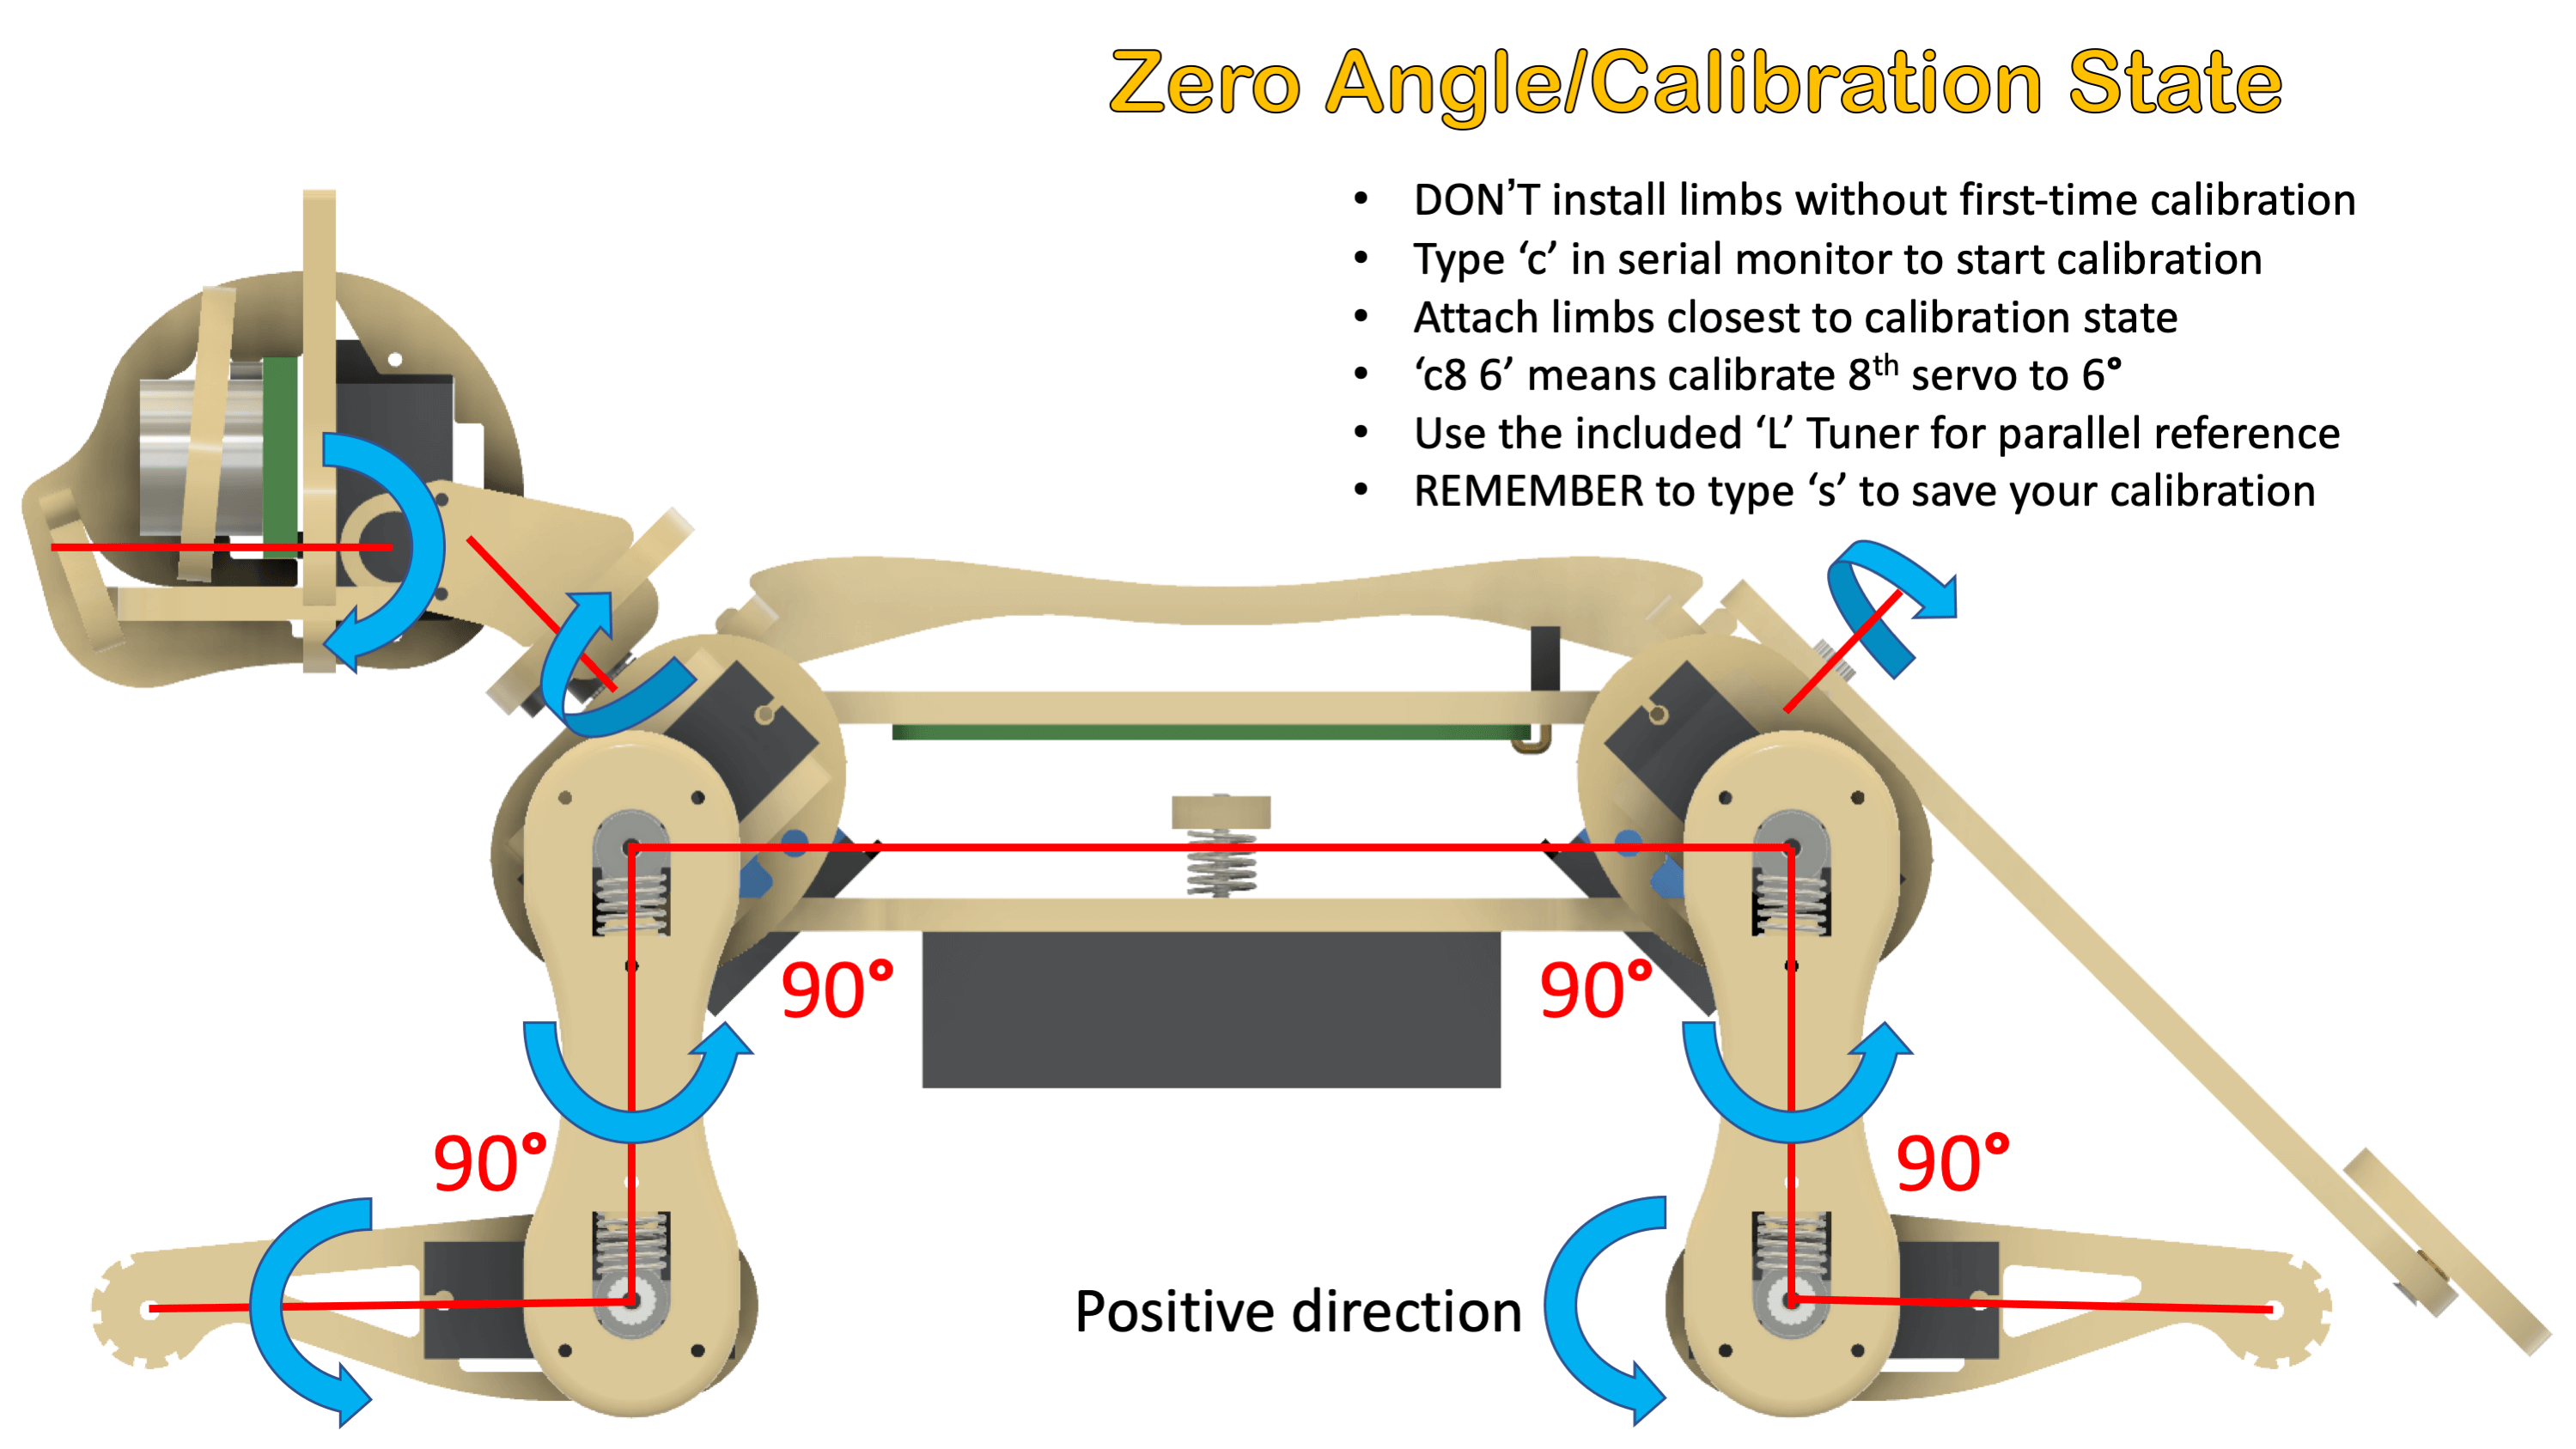 Zero Angle/Calibration State
• DON’T install limbs without first-time calibration
• Type ‘c’ in serial monitor to start calibration
• Attach limbs closest to calibration state
• ‘c8 6’ means calibrate 8th servo to 6°
• Use the included ‘L’ Tuner for parallel reference
• REMEMBER to type ‘s’ to save your calibration
90°
90°
90°
90°
Positive direction